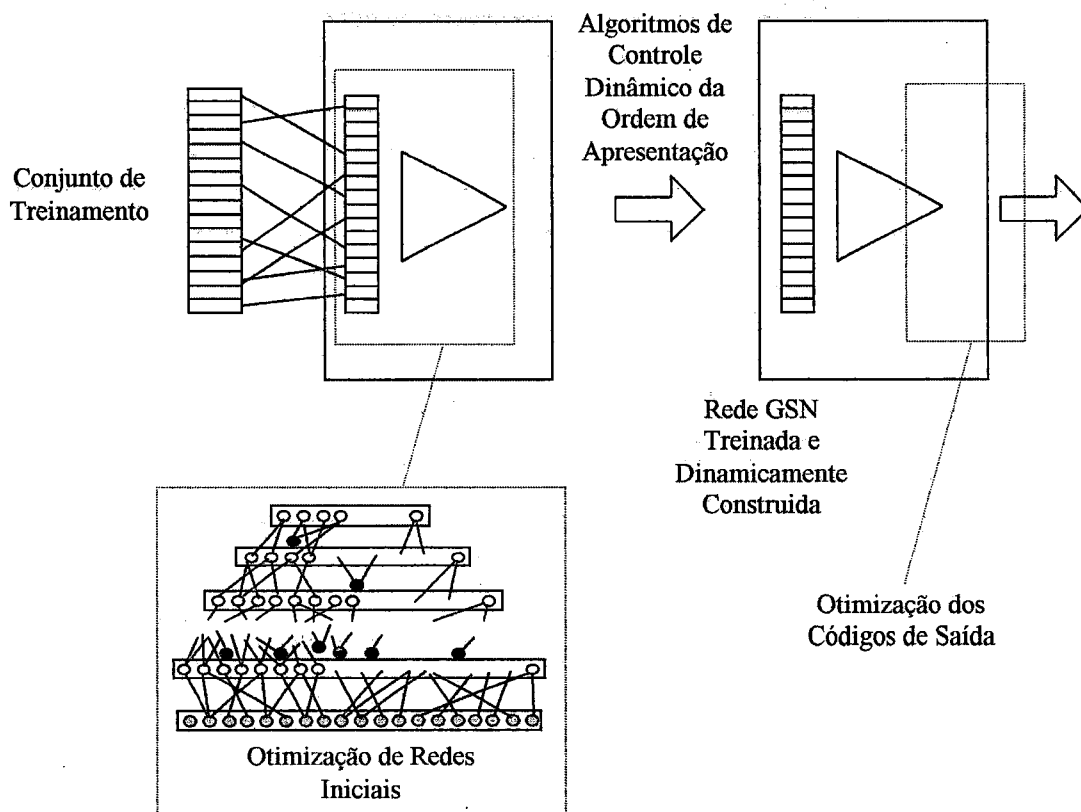 Algoritmos de
Controle
Dinâmico da
Ordem de
Apresentação
Conjunto de
Treinamento
Rede GSN
Treinada e
Dinamicamente
Construida
Otimização dos
Códigos de Saída
Otimização de Redes
Iniciais